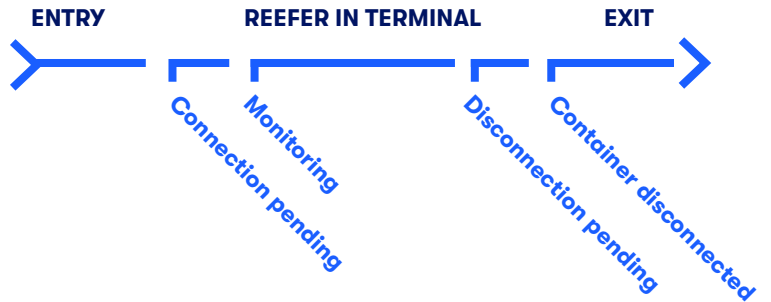 ENTRY
REEFER IN TERMINAL
EXIT
Connection pending
Monitoring
Disconnection pending
Container disconnected